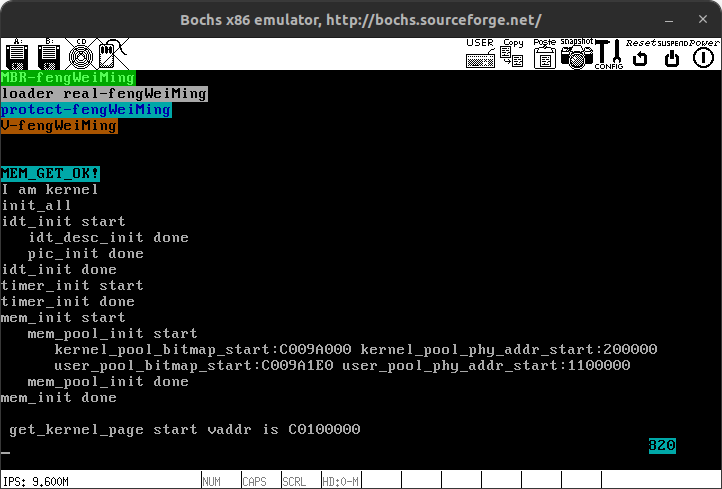 Bochs x86 emulator, http://bochs.sourceforge.net/
A: B: CD USER Copy Paste snapshot CONFIG Reset SUSPEND Power
MBR-fengWeiMing
loader real-fengWeiMing
protect-fengWeiMing
V-fengWeiMing
MEM_GET_OK!
I am kernel
init_all
idt_init start
idt_desc_init done
pic_init done
idt_init done
timer_init start
timer_init done
mem_init start
mem_pool_init start
kernel_pool_bitmap_start:C009A000 kernel_pool_phy_addr_start:200000
user_pool_bitmap_start:C009A1E0 user_pool_phy_addr_start:1100000
mem_pool_init done
mem_init done
get_kernel_page start vaddr is C0100000
820
_
IPS: 9,600M NUM CAPS SCRL HD:0-M